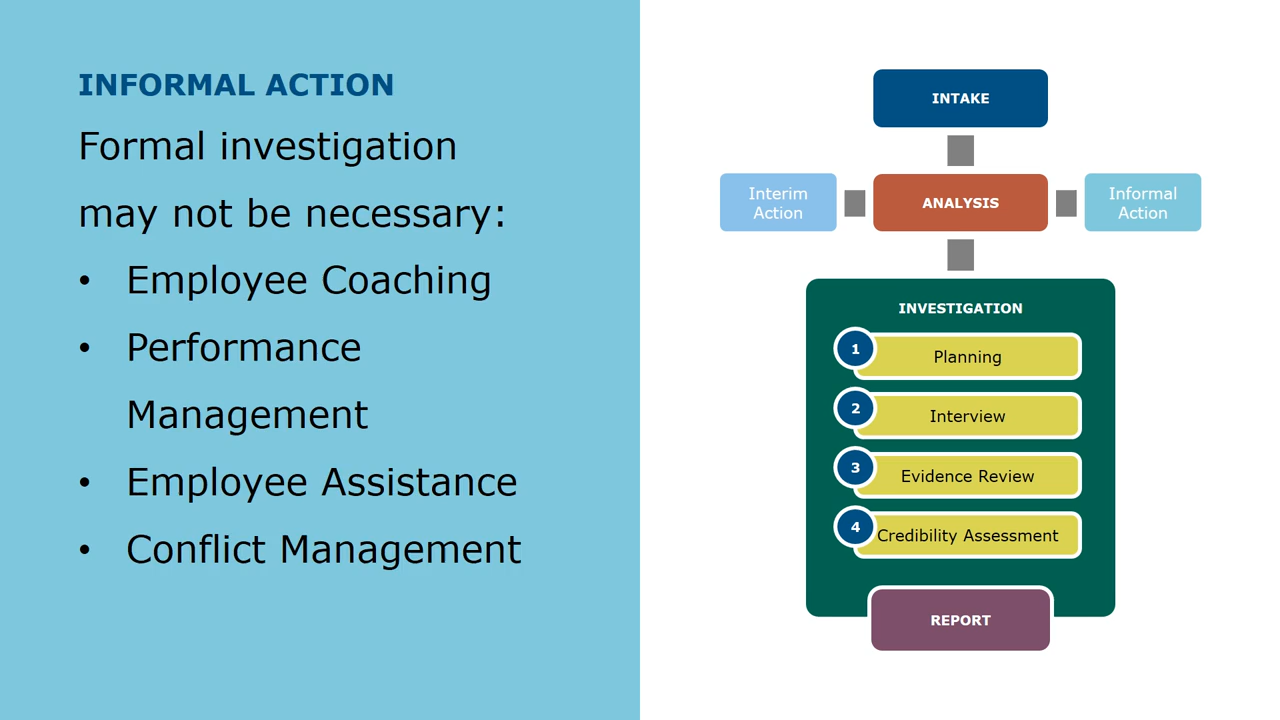 INFORMAL ACTION
Formal investigation
may not be necessary:
• Employee Coaching
• Performance
Management
• Employee Assistance
• Conflict Management
INTAKE
Interim
Action
ANALYSIS
Informal
Action
INVESTIGATION
1 Planning
2 Interview
3 Evidence Review
4 Credibility Assessment
REPORT